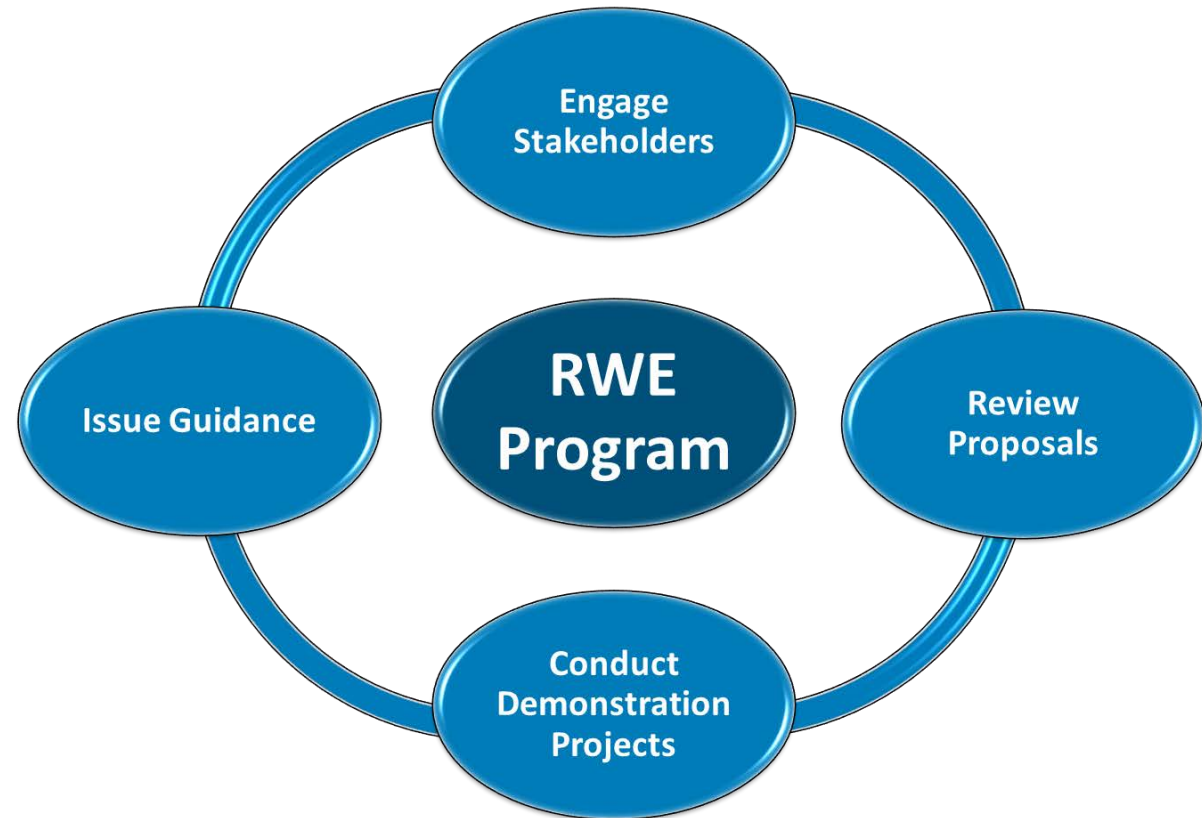 Engage
Stakeholders
Issue Guidance
RWE
Program
Review
Proposals
Conduct
Demonstration
Projects